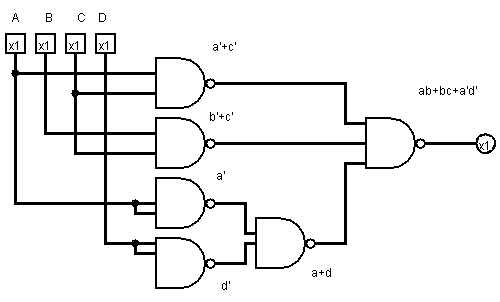 A B C D
x1 x1 x1 x1
a'+c'
ab+bc+a'd'
b'+c'
x1
a'
a+d
d'